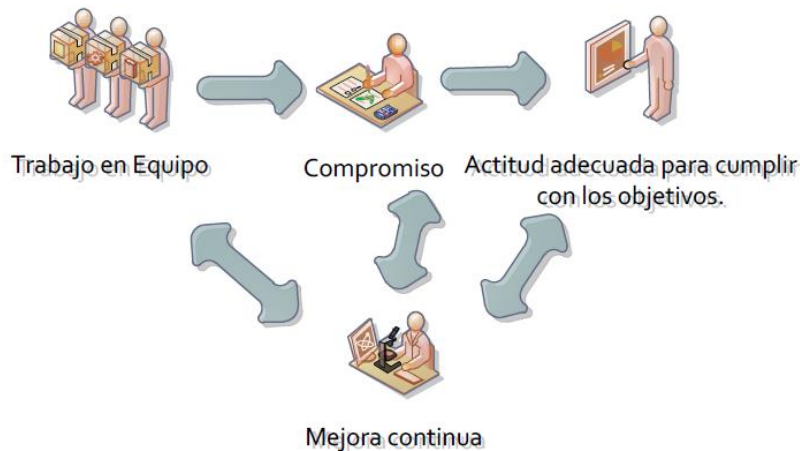 Trabajo en Equipo
Compromiso
Actitud adecuada para cumplir
con los objetivos.
Mejora continua